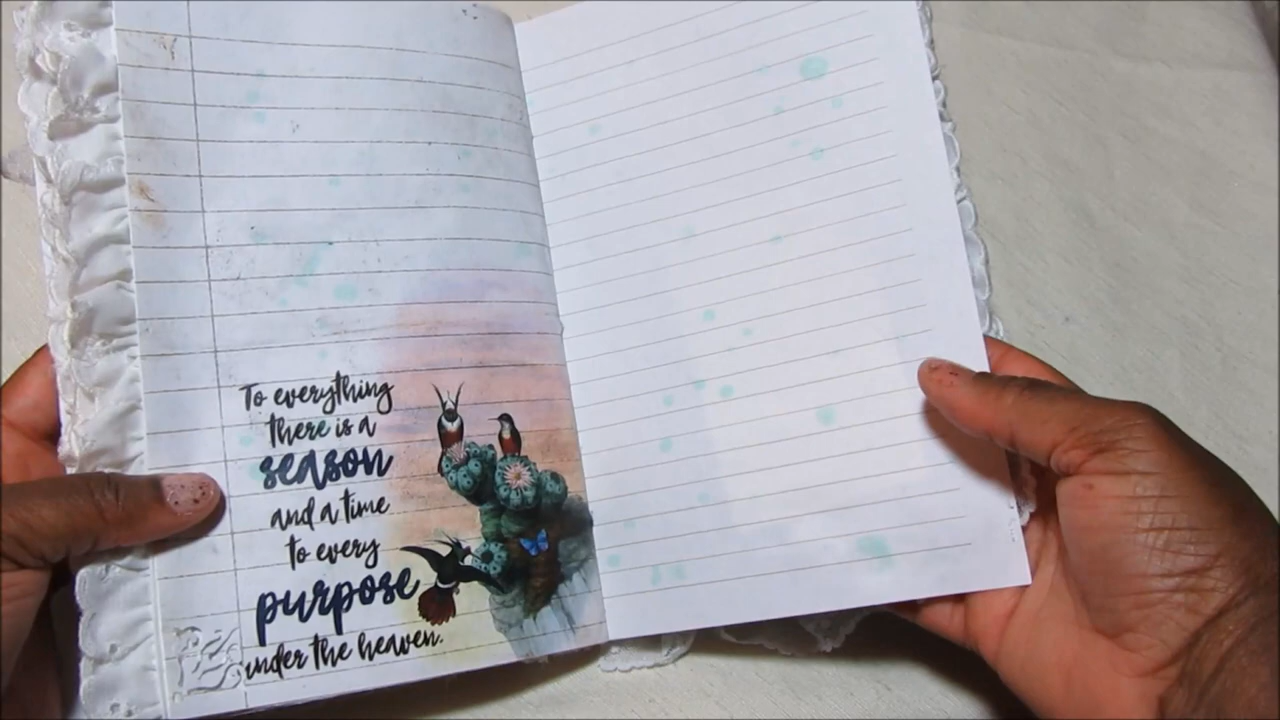 To everything
there is a
season
and a time
to every
purpose
under the heaven.